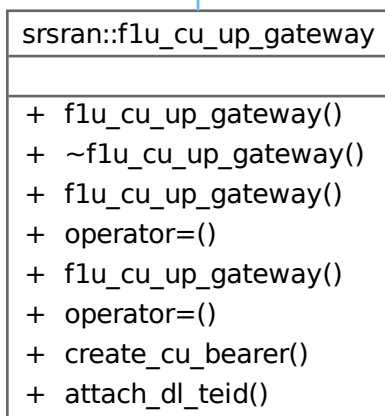 srsran::f1u_cu_up_gateway
+ f1u_cu_up_gateway()
+ ~f1u_cu_up_gateway()
+ f1u_cu_up_gateway()
+ operator=()
+ f1u_cu_up_gateway()
+ operator=()
+ create_cu_bearer()
+ attach_dl_teid()